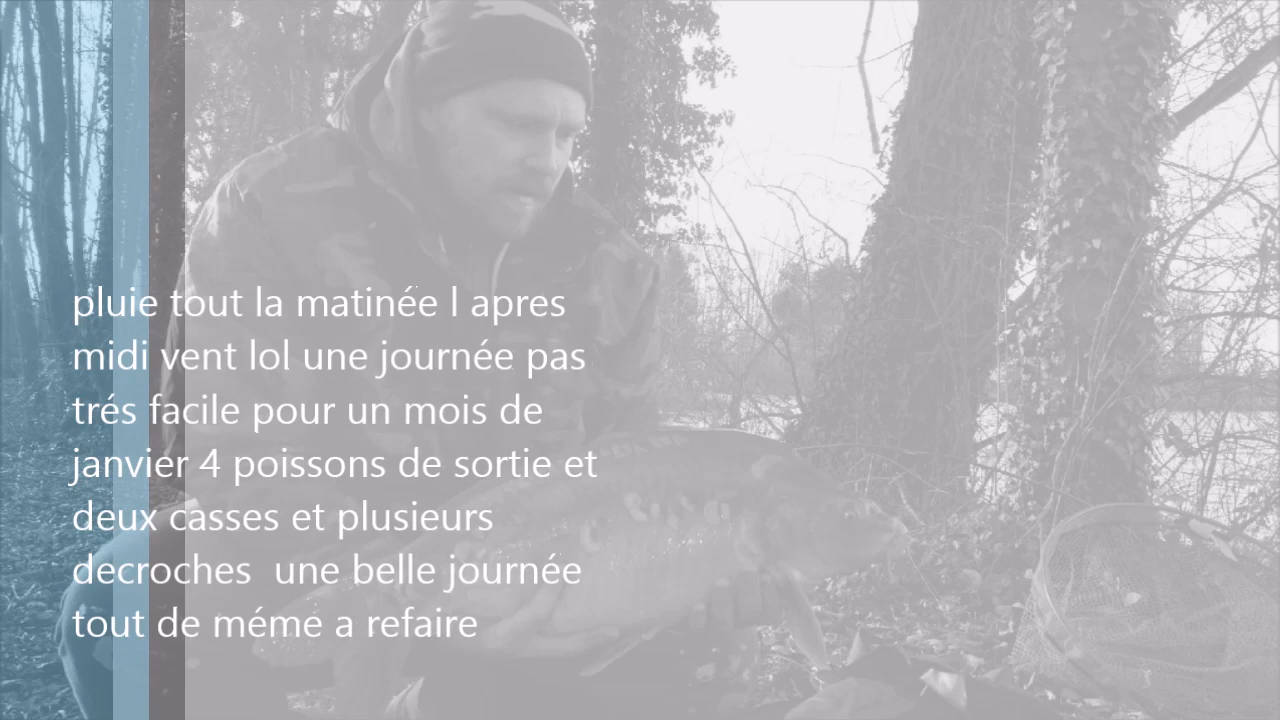 pluie tout la matinée l apres
midi vent lol une journée pas
trés facile pour un mois de
janvier 4 poissons de sortie et
deux casses et plusieurs
decroches  une belle journée
tout de mémé a refaire